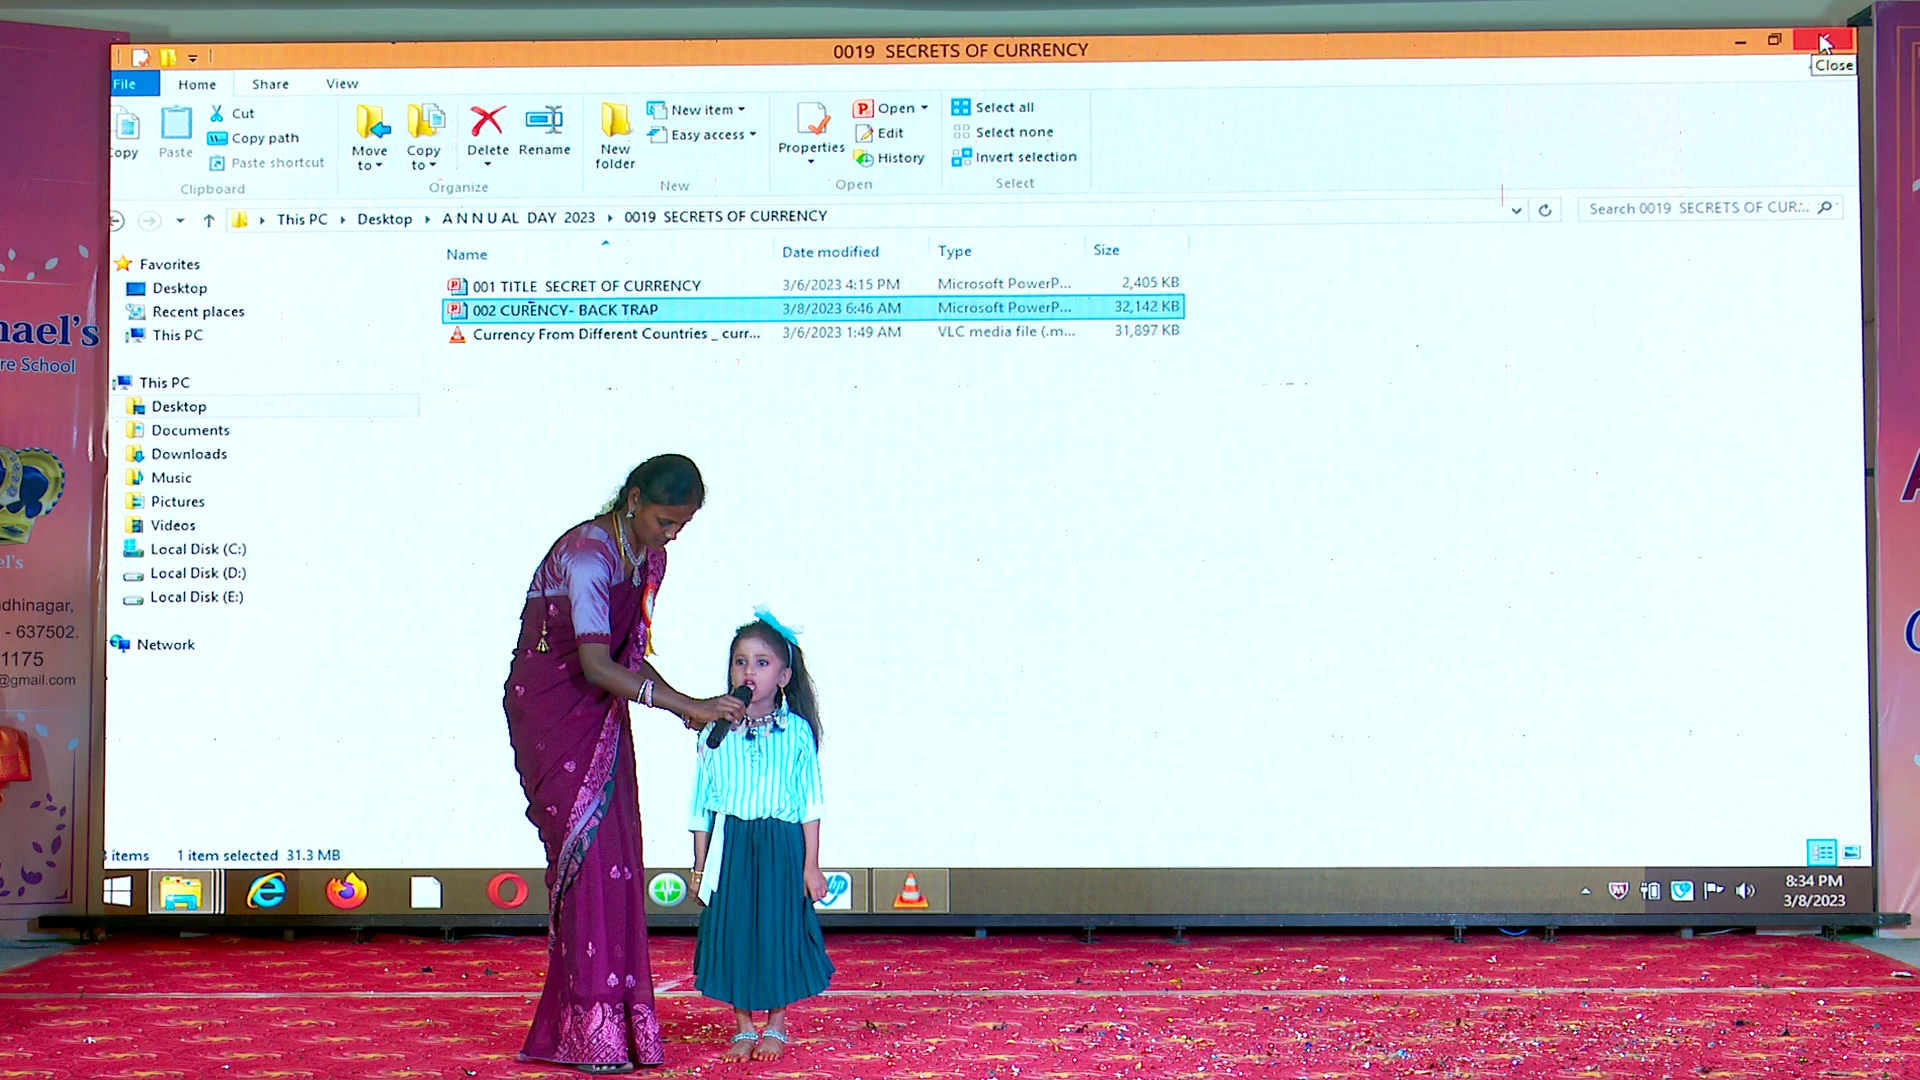 0019 SECRETS OF CURRENCY
Close
File Home Share View
opy
Paste
Cut
Copy path
Paste shortcut
Clipboard
Move to
Copy to
Delete
Rename
Organize
New folder
New item
Easy access
New
Properties
Open
Edit
History
Open
Select all
Select none
Invert selection
Select
This PC Desktop A N N U AL DAY 2023 0019 SECRETS OF CURRENCY
Search 0019 SECRETS OF CUR...
Name Date modified Type Size
001 TITLE SECRET OF CURRENCY 3/6/2023 4:15 PM Microsoft PowerP... 2,405 KB
002 CURENCY- BACK TRAP 3/8/2023 6:46 AM Microsoft PowerP... 32,142 KB
Currency From Different Countries _ curr... 3/6/2023 1:49 AM VLC media file (.m... 31,897 KB
Favorites
Desktop
Recent places
This PC
This PC
Desktop
Documents
Downloads
Music
Pictures
Videos
Local Disk (C:)
Local Disk (D:)
Local Disk (E:)
Network
items 1 item selected 31.3 MB
8:34 PM
3/8/2023
hael's
re School
el's
dhinagar,
- 637502.
1175
@gmail.com